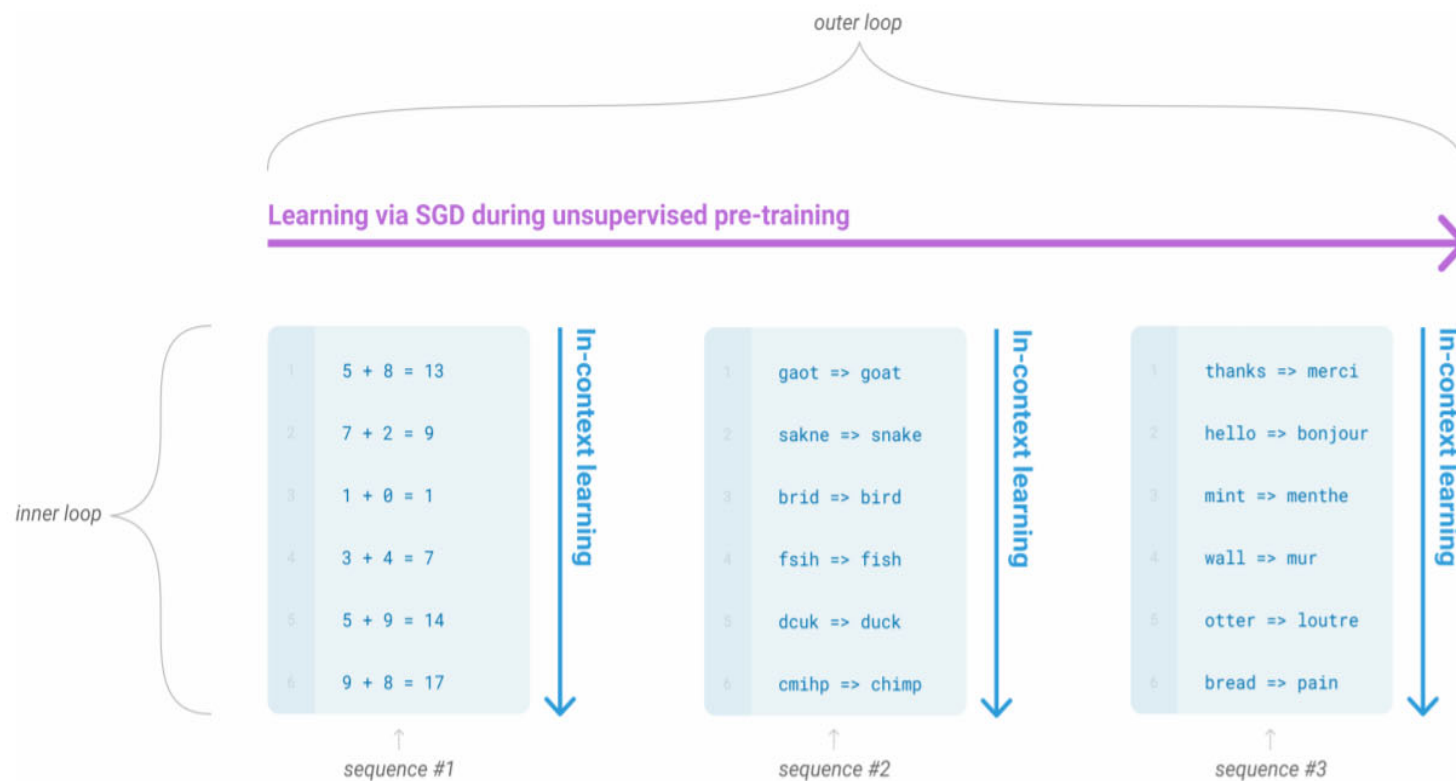 outer loop
Learning via SGD during unsupervised pre-training
inner loop
1 5 + 8 = 13
2 7 + 2 = 9
3 1 + 0 = 1
4 3 + 4 = 7
5 5 + 9 = 14
6 9 + 8 = 17
In-context learning
sequence #1
1 gaot => goat
2 sakne => snake
3 brid => bird
4 fsih => fish
5 dcuk => duck
6 cmihp => chimp
In-context learning
sequence #2
1 thanks => merci
2 hello => bonjour
3 mint => menthe
4 wall => mur
5 otter => loutre
6 bread => pain
In-context learning
sequence #3